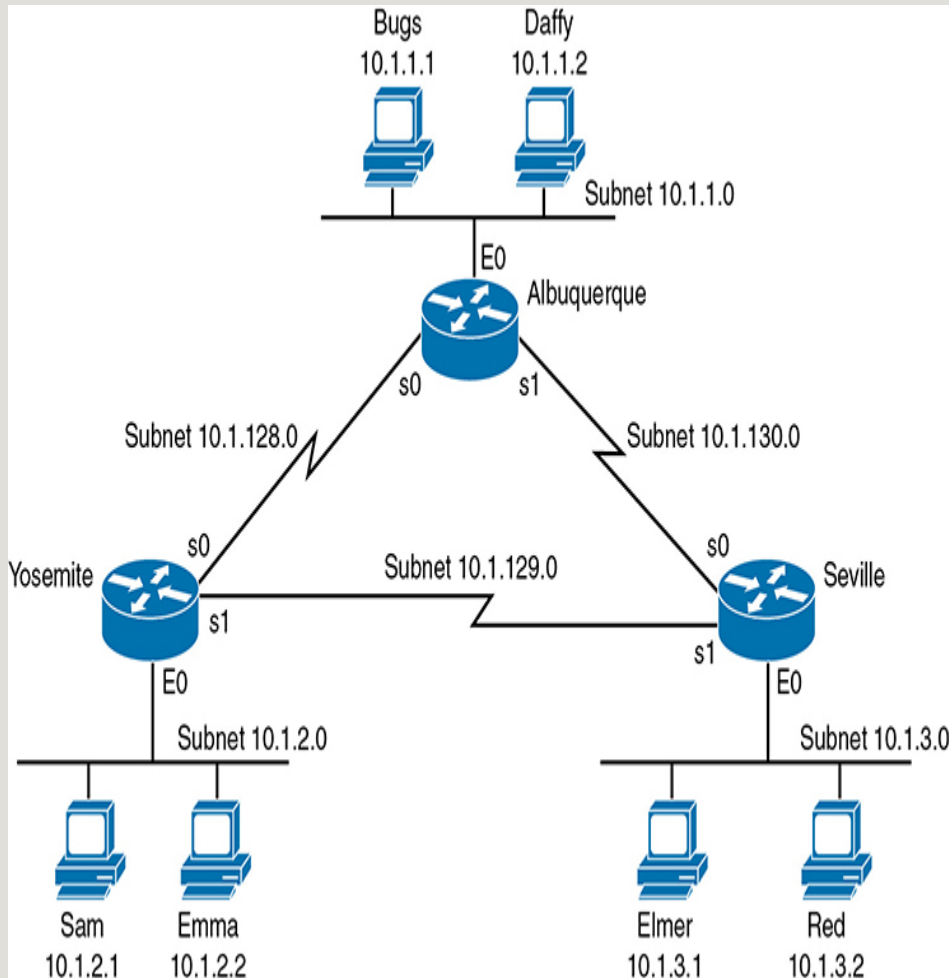 Bugs
10.1.1.1
Daffy
10.1.1.2
Subnet 10.1.1.0
E0
Albuquerque
s0
s1
Subnet 10.1.128.0
Subnet 10.1.130.0
s0
Yosemite
Subnet 10.1.129.0
s0
Seville
s1
s1
E0
E0
Subnet 10.1.2.0
Subnet 10.1.3.0
Sam
10.1.2.1
Emma
10.1.2.2
Elmer
10.1.3.1
Red
10.1.3.2